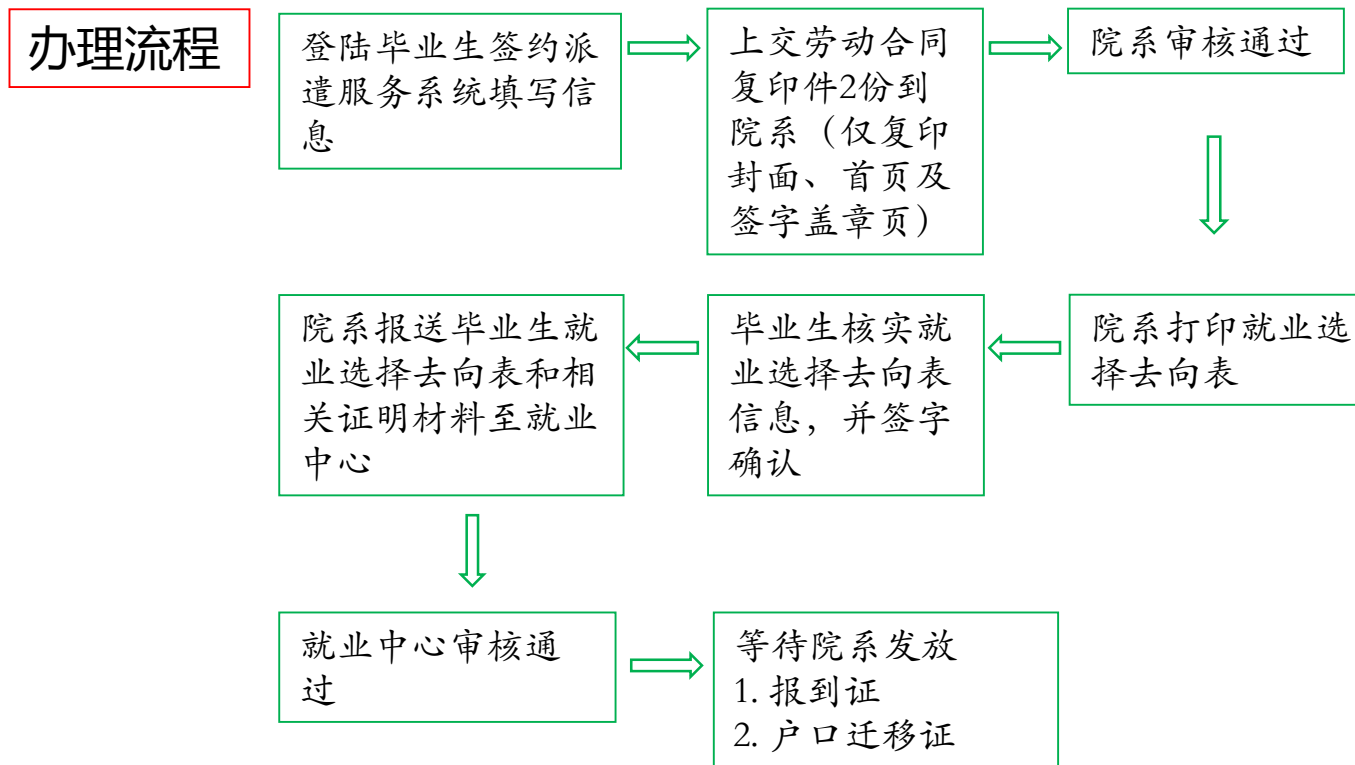 办理流程
登陆毕业生签约派
遣服务系统填写信
息
上交劳动合同
复印件2份到
院系（仅复印
封面、首页及
签字盖章页）
院系审核通过
院系打印就业选
择去向表
毕业生核实就
业选择去向表
信息，并签字
确认
院系报送毕业生就
业选择去向表和相
关证明材料至就业
中心
就业中心审核通
过
等待院系发放
1. 报到证
2. 户口迁移证